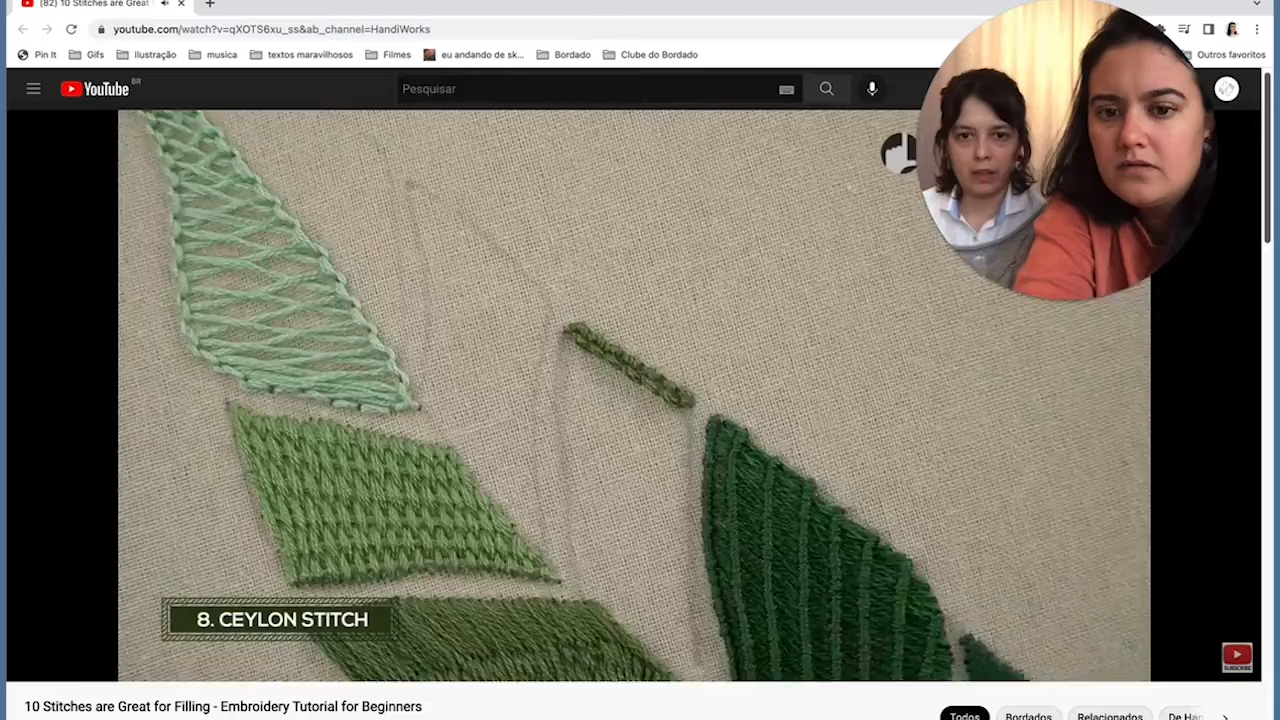 (82) 10 Stitches are Great
youtube.com/watch?v=qXOTS6xu_ss&ab_channel=HandiWorks
Pin It Gifs Ilustração musica textos maravilhosos Filmes eu andando de sk... Bordado Clube do Bordado Outros favoritos
YouTube BR Pesquisar
8. CEYLON STITCH
SUBSCRIBE
10 Stitches are Great for Filling - Embroidery Tutorial for Beginners
Todos Bordados Relacionados De Han